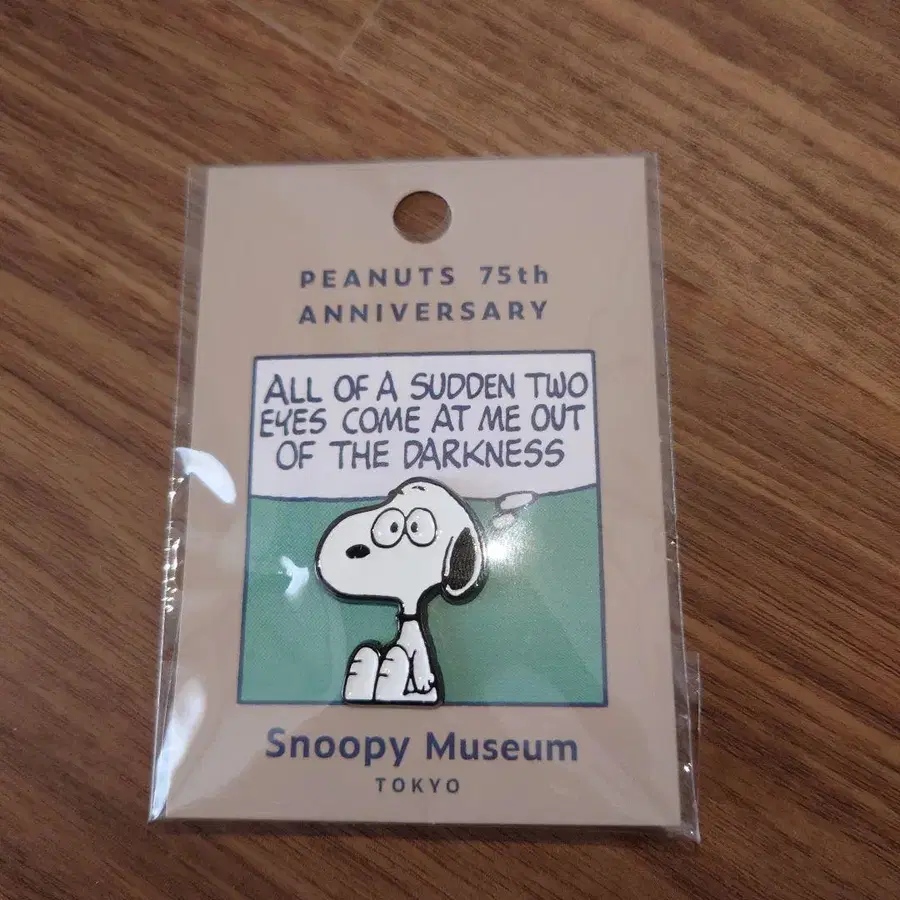 PEANUTS 75th
ANNIVERSARY
ALL OF A SUDDEN TWO
EYES COME AT ME OUT
OF THE DARKNESS
Snoopy Museum
TOKYO